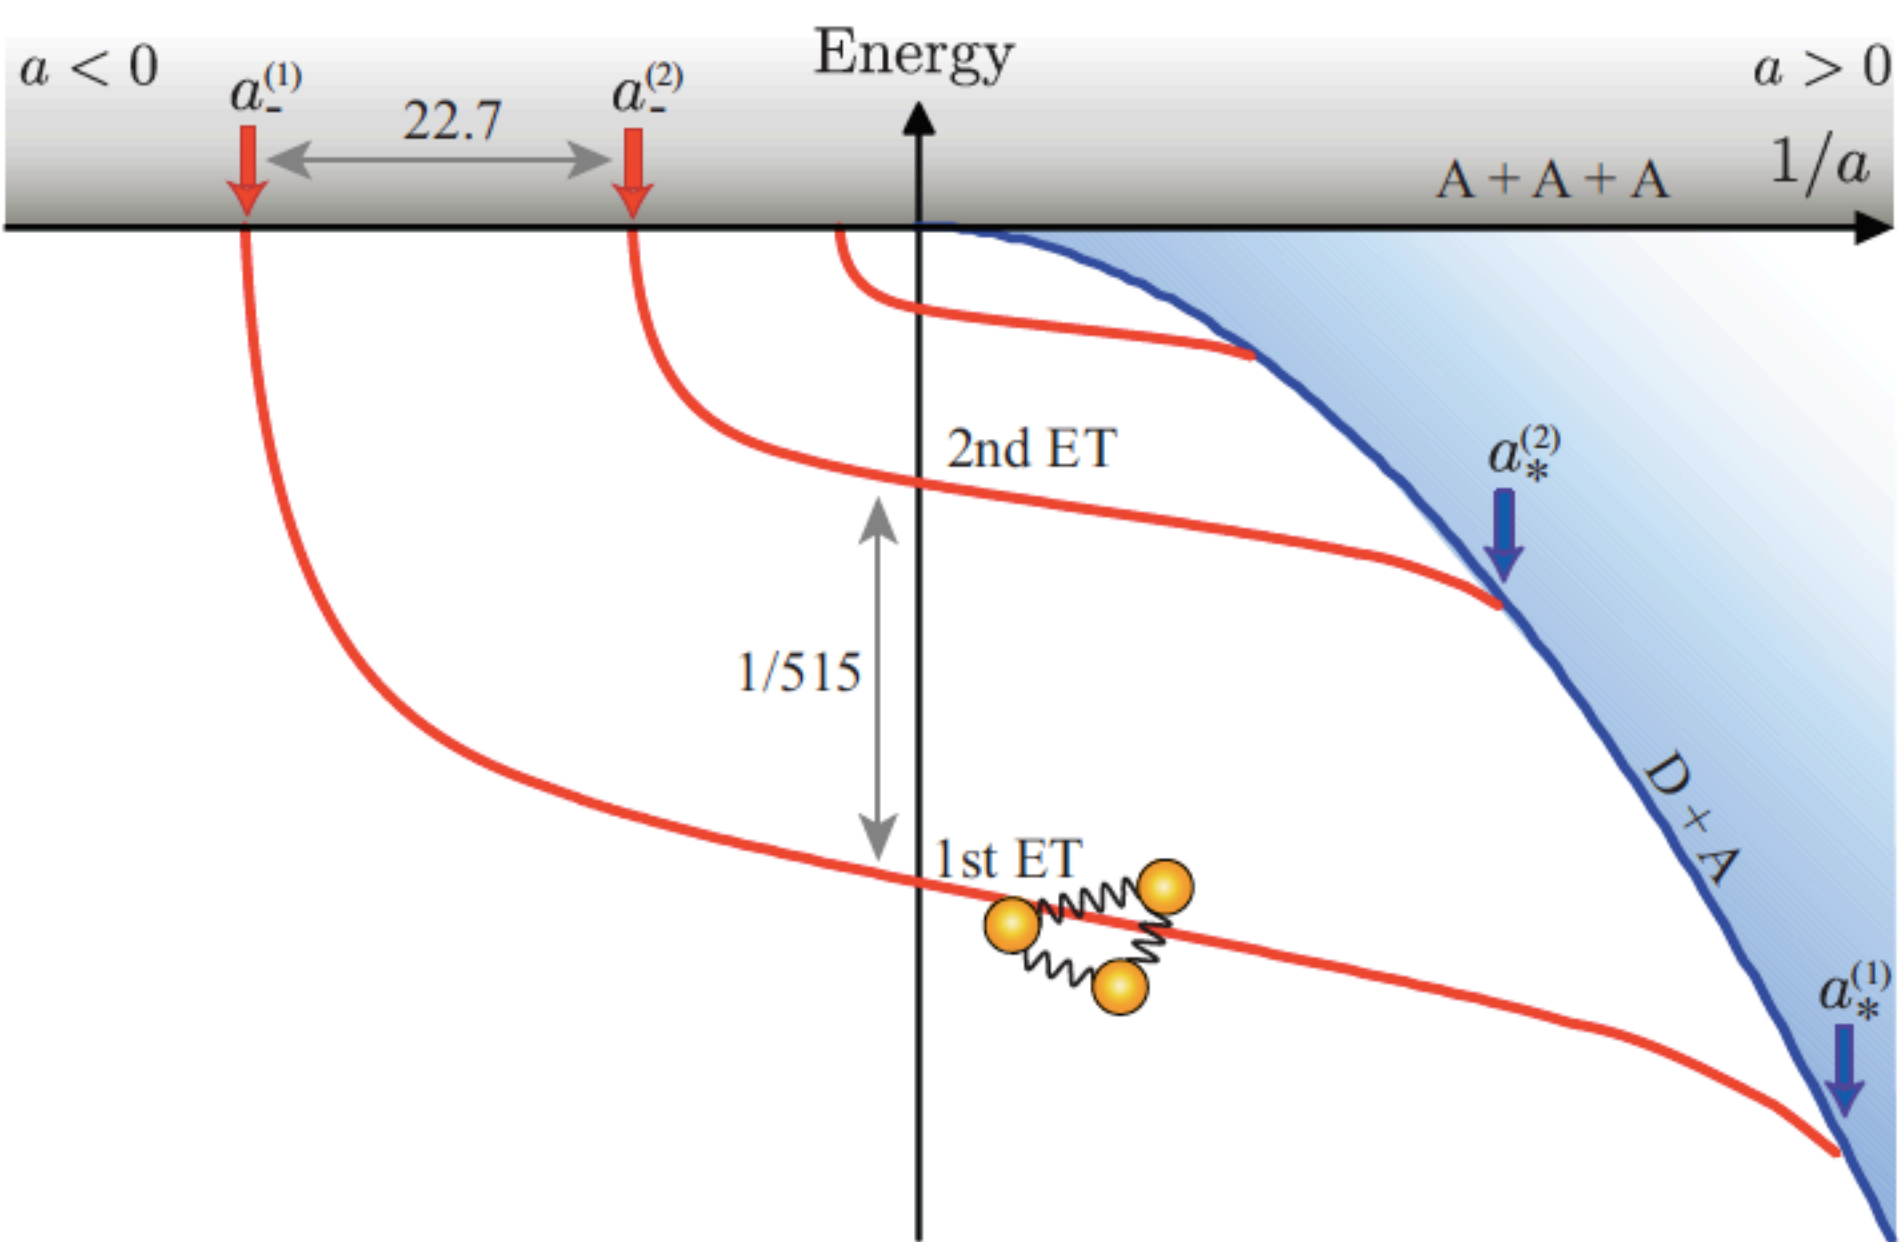 Energy
a < 0
a > 0
a₋⁽¹⁾
a₋⁽²⁾
22.7
1/a
A + A + A
2nd ET
a∗⁽²⁾
1/515
D + A
1st ET
a∗⁽¹⁾